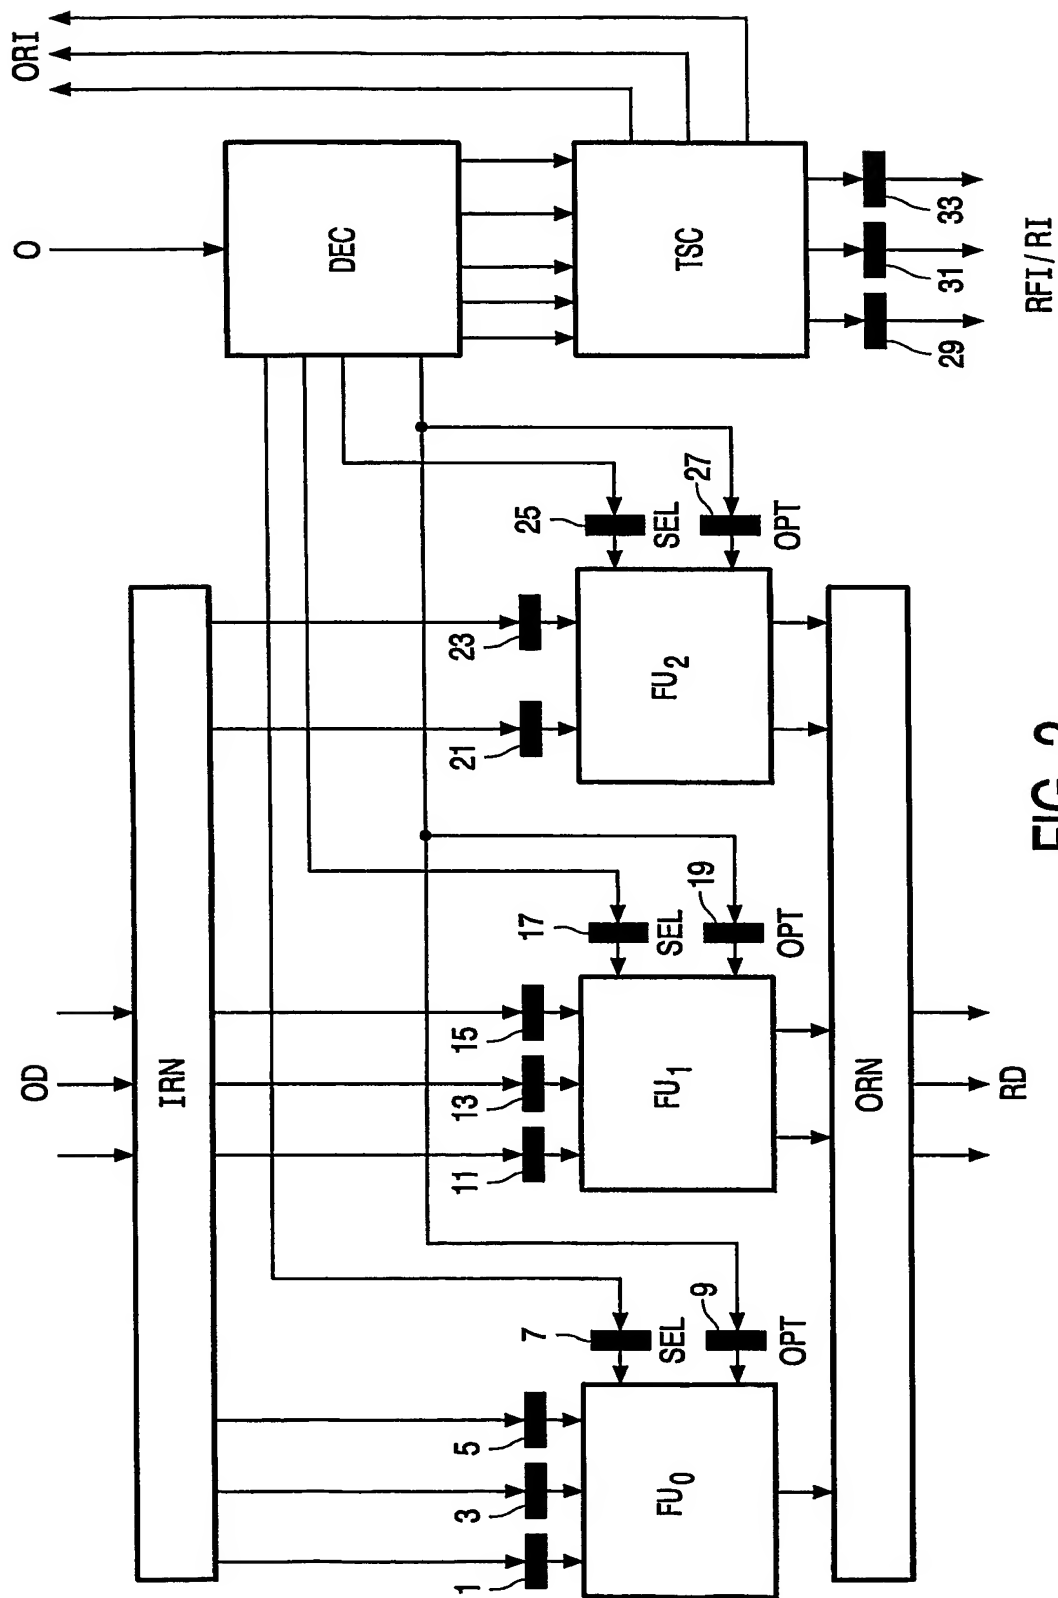 ORI
O
DEC
TSC
29
31
33
RFI/RI
OD
IRN
1
3
5
7
SEL
9
OPT
FU0
11
13
15
17
SEL
19
OPT
FU1
21
23
25
SEL
27
OPT
FU2
ORN
RD
FIG. 2